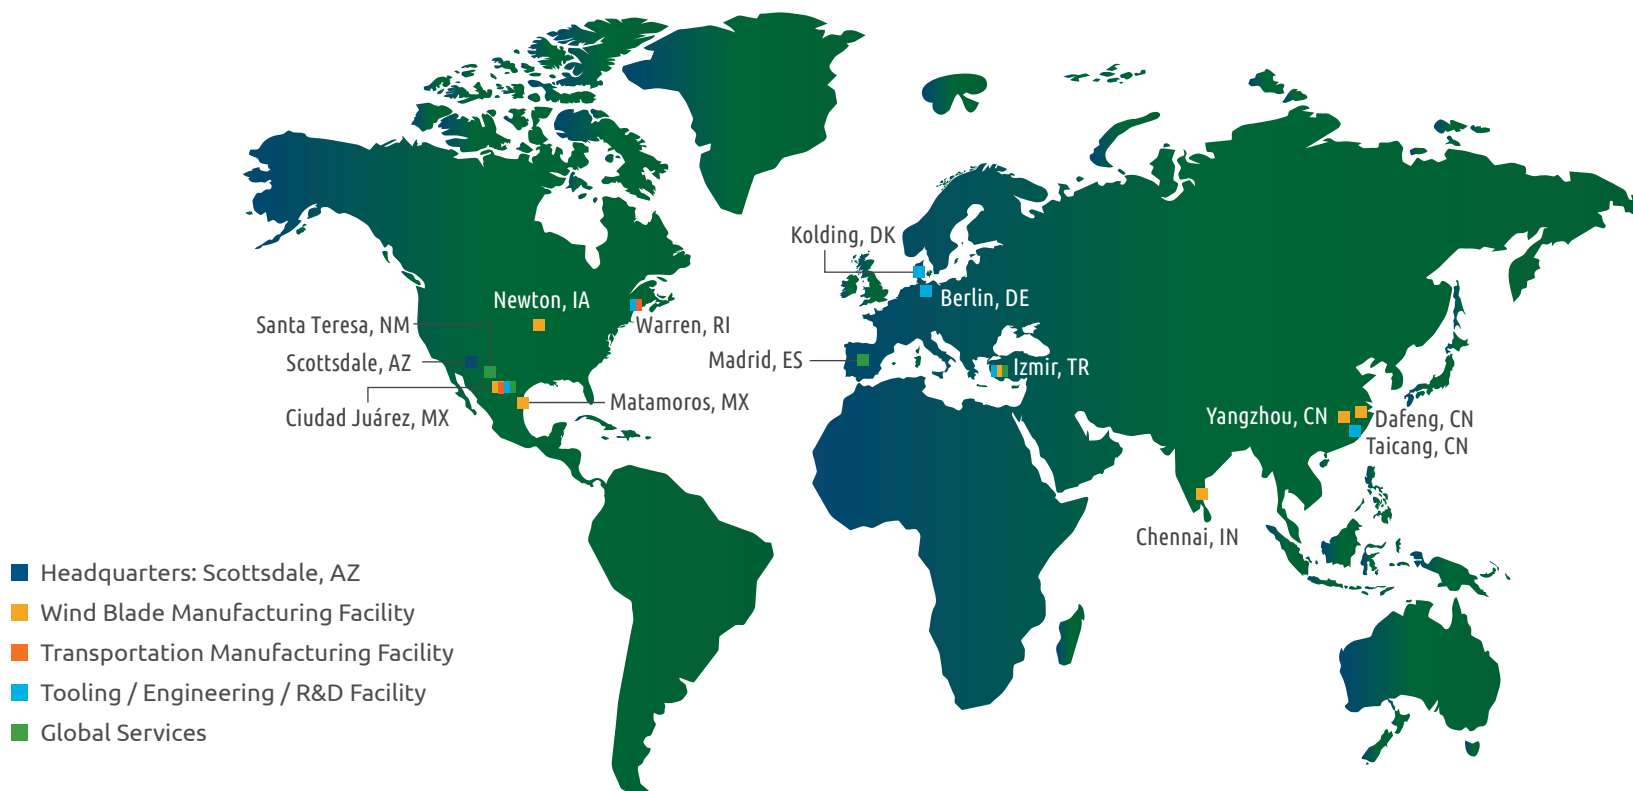 Kolding, DK
Berlin, DE
Newton, IA
Santa Teresa, NM
Warren, RI
Scottsdale, AZ
Madrid, ES
Izmir, TR
Ciudad Juárez, MX
Matamoros, MX
Yangzhou, CN
Dafeng, CN
Taicang, CN
Chennai, IN
Headquarters: Scottsdale, AZ
Wind Blade Manufacturing Facility
Transportation Manufacturing Facility
Tooling / Engineering / R&D Facility
Global Services